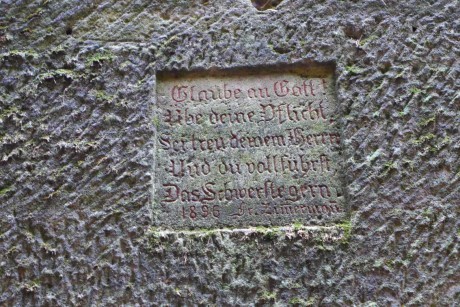 Glaube an Gott!
Übe deine Pflicht
Sei treu deinem Herrn
Und du vollführst
Das Schwerste gern.
1896